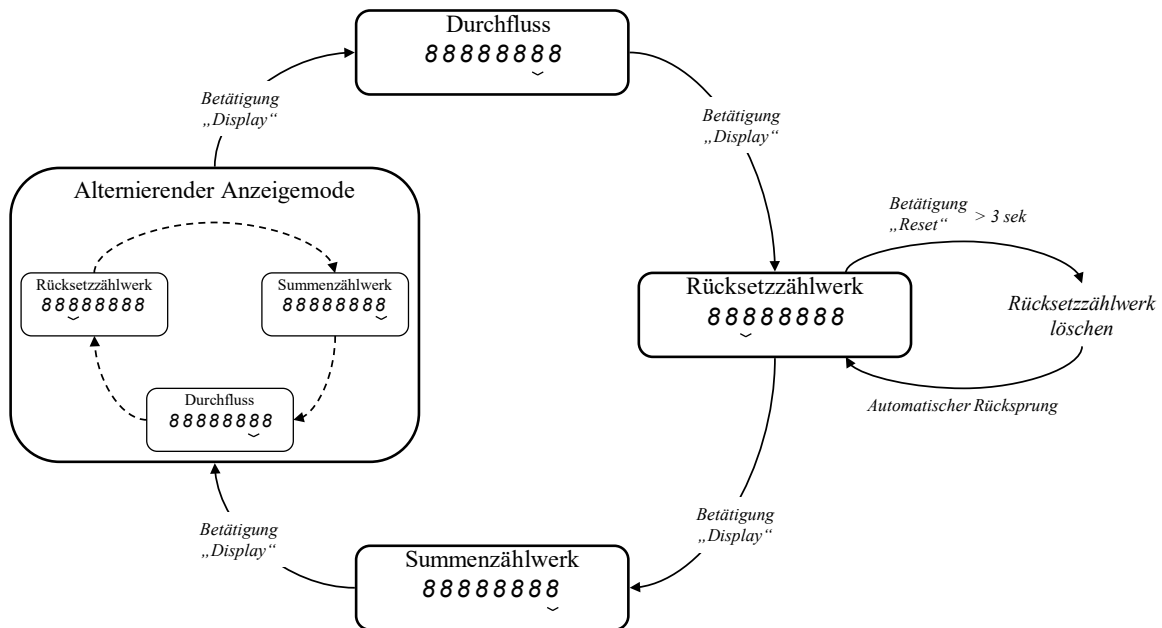 Durchfluss
88888888
Betätigung
„Display“
Betätigung
„Display“
Alternierender Anzeigemode
Rücksetzzählwerk
88888888
Summenzählwerk
88888888
Durchfluss
88888888
Betätigung
„Reset“ > 3 sek
Rücksetzzählwerk
88888888
Rücksetzzählwerk
löschen
Automatischer Rücksprung
Betätigung
„Display“
Betätigung
„Display“
Summenzählwerk
88888888